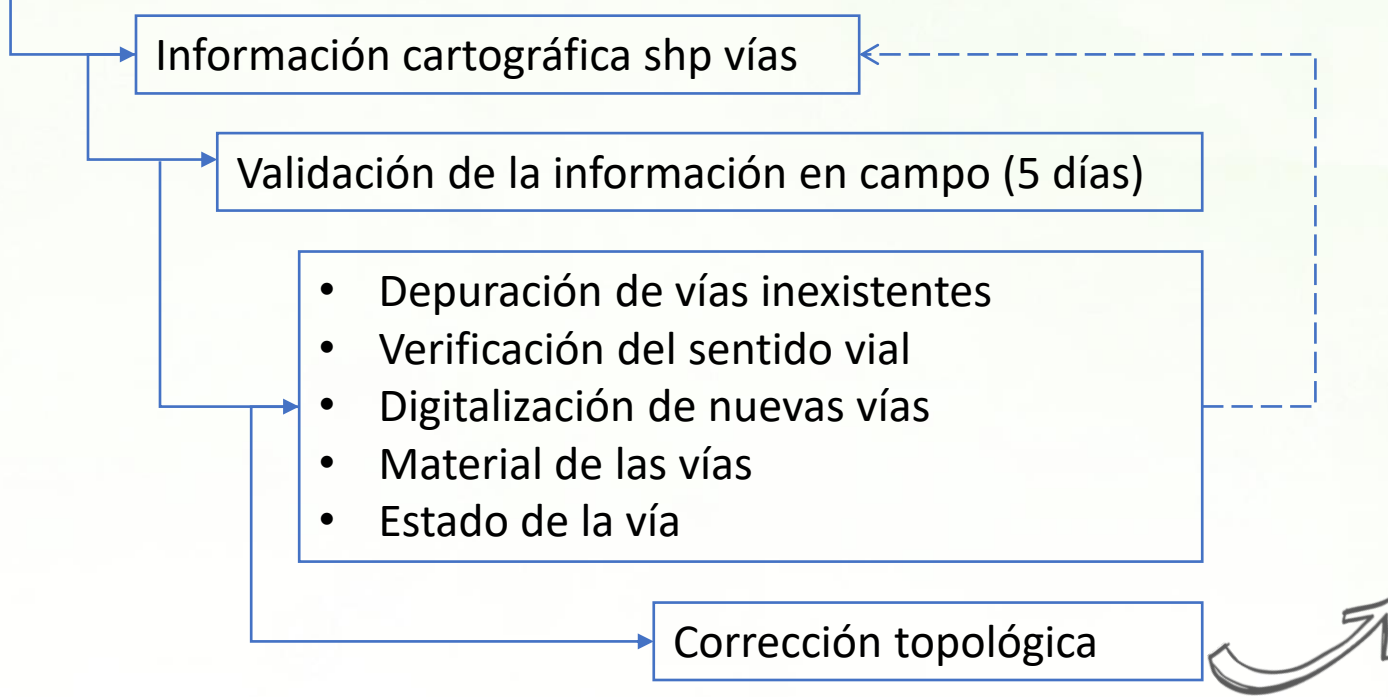 Información cartográfica shp vías
Validación de la información en campo (5 días)
• Depuración de vías inexistentes
• Verificación del sentido vial
• Digitalización de nuevas vías
• Material de las vías
• Estado de la vía
Corrección topológica